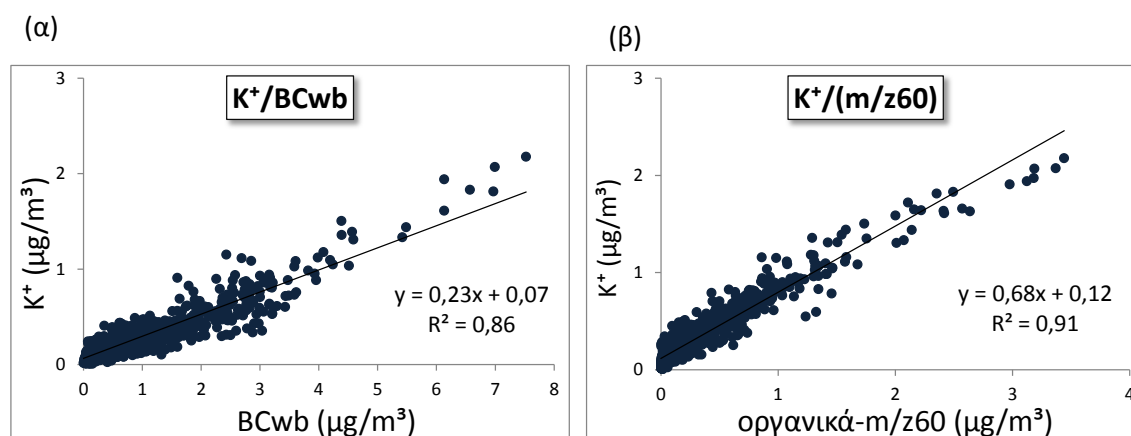 (α)
K⁺/BCwb
K⁺ (μg/m³)
3
2
1
0
0 1 2 3 4 5 6 7 8
y = 0,23x + 0,07
R² = 0,86
BCwb (μg/m³)
(β)
K⁺/(m/z60)
K⁺ (μg/m³)
3
2
1
0
0 1 2 3 4
y = 0,68x + 0,12
R² = 0,91
οργανικά-m/z60 (μg/m³)